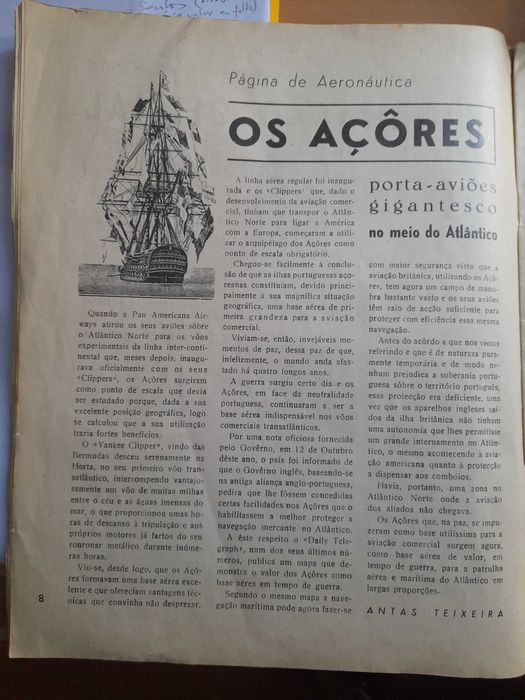 Página de Aeronáutica
OS AÇÔRES
porta-aviões
gigantesco
no meio do Atlântico
Quando a Pan Americana Air-
ways atirou os seus aviões sôbre
o Atlântico Norte para os vôos
experimentais da linha inter-conti-
nental que, meses depois, inaugu-
rava oficialmente com os seus
«Clippers», os Açôres surgiram
como ponto de escala que devia
ser estudado porque, dada a sua
excelente posição geográfica, logo
se calculou que a sua utilização
traria fortes benefícios.
O «Yankee Clipper», vindo das
Bermudas desceu serenamente na
Horta, no seu primeiro vôo tran-
satlântico, interrompendo vantajo-
samente um vôo de muitas milhas
entre o céu e as águas imensas do
mar, o que proporcionou umas ho-
ras de descanso à tripulação e aos
próprios motores já fartos do seu
ronronar metálico durante inúme-
ras horas.
Viu-se, desde logo, que os Açô-
res formavam uma base aérea exce-
lente e que ofereciam vantagens téc-
nicas que convinha não desprezar.
A linha aérea regular foi inaugu-
rada e os «Clippers» que, dado o
desenvolvimento da aviação comer-
cial, tinham que transpor o Atlân-
tico Norte para ligar a América
com a Europa, começaram a utili-
zar o arquipélago dos Açôres como
ponto de escala obrigatório.
Chegou-se fàcilmente à conclu-
são de que as ilhas portuguesas aço-
reanas constituiam, devido princi-
palmente à sua magnífica situação
geográfica, uma base aérea de pri-
meira grandeza para a aviação
comercial.
Viviam-se, então, invejáveis mo-
mentos de paz, dessa paz de que,
infelizmente, o mundo anda afas-
tado há quatro longos anos.
A guerra surgiu certo dia e os
Açôres, em face da neutralidade
portuguesa, continuaram a ser a
base aérea indispensável nos vôos
comerciais transatlânticos.
Por uma nota oficiosa fornecida
pelo Govêrno, em 12 de Outubro
dêste ano, o país foi informado de
que o Govêrno inglês, baseando-se
na antiga aliança anglo-portuguesa,
pedira que lhe fôssem concedidas
certas facilidades nos Açôres que o
habilitassem a melhor proteger a
navegação mercante no Atlântico.
A êste respeito o «Daily Tele-
graph», num dos seus últimos nú-
meros, publica um mapa que de-
monstra o valor dos Açôres como
base aérea em tempo de guerra.
Segundo o mesmo mapa a nave-
gação marítima pode agora fazer-se
com maior segurança visto que a
aviação britânica, utilizando os Açô-
res, tem agora um campo de mano-
bra bastante vasto e os seus aviões
têm raio de acção suficiente para
proteger com eficiência essa mesma
navegação.
Antes do acôrdo a que nos vimos
referindo e que é de natureza pura-
mente temporária e de modo ne-
nhum prejudica a soberania portu-
guesa sôbre o território português,
essa protecção era deficiente, uma
vez que os aparelhos ingleses saí-
dos da ilha britânica não tinham
uma autonomia que lhes permitisse
um grande internamento no Atlân-
tico, o mesmo acontecendo à avia-
ção americana quanto à protecção
a dispensar aos combóios.
Havia, portanto, uma zona no
Atlântico Norte onde a aviação
dos aliados não chegava.
Os Açôres que, na paz, se impu-
zeram como base utilíssima para a
aviação comercial surgem agora,
como base aérea de valor, em
tempo de guerra, para a patrulha
aérea e marítima do Atlântico em
largas proporções.
ANTAS TEIXEIRA
8